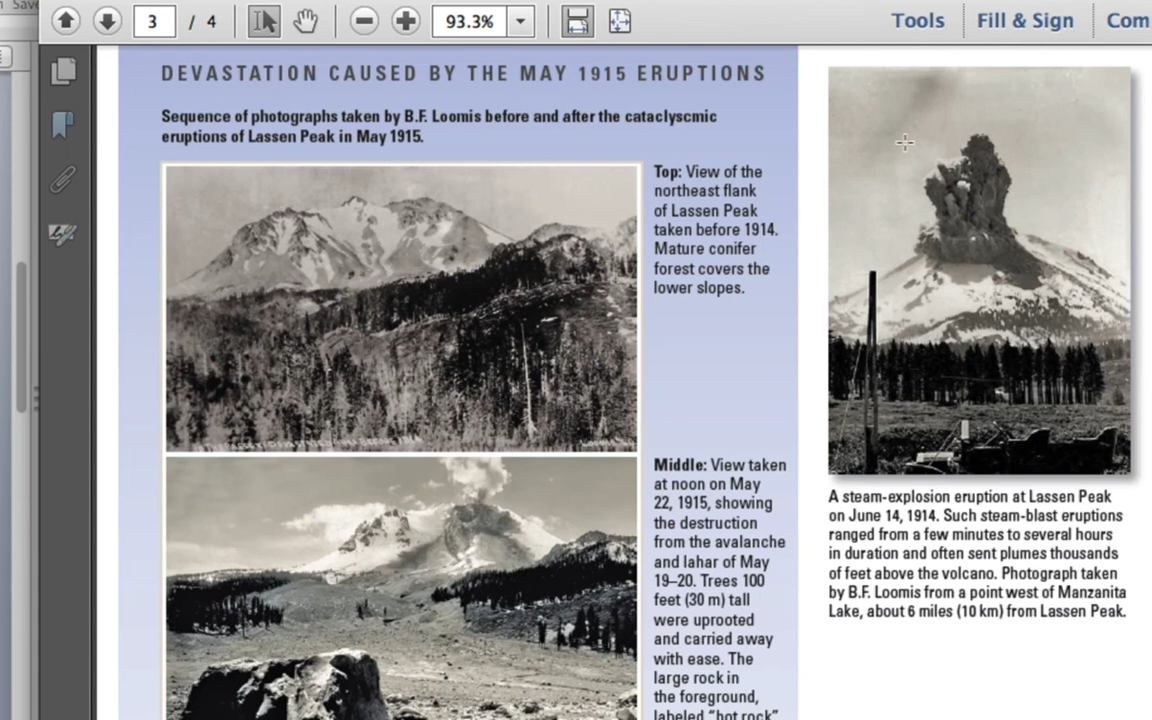 Save
3 / 4
93.3%
Tools
Fill & Sign
Com
DEVASTATION CAUSED BY THE MAY 1915 ERUPTIONS
Sequence of photographs taken by B.F. Loomis before and after the cataclyscmic
eruptions of Lassen Peak in May 1915.
Top: View of the
northeast flank
of Lassen Peak
taken before 1914.
Mature conifer
forest covers the
lower slopes.
Middle: View taken
at noon on May
22, 1915, showing
the destruction
from the avalanche
and lahar of May
19–20. Trees 100
feet (30 m) tall
were uprooted
and carried away
with ease. The
large rock in
the foreground,
labeled “hot rock”
A steam-explosion eruption at Lassen Peak
on June 14, 1914. Such steam-blast eruptions
ranged from a few minutes to several hours
in duration and often sent plumes thousands
of feet above the volcano. Photograph taken
by B.F. Loomis from a point west of Manzanita
Lake, about 6 miles (10 km) from Lassen Peak.